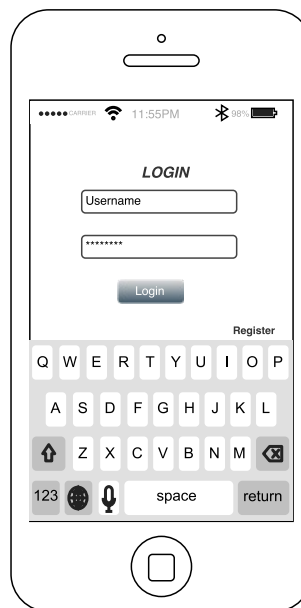 CARRIER 11:55PM 98%
LOGIN
Username
********
Login
Register
Q W E R T Y U I O P
A S D F G H J K L
Z X C V B N M
123 space return